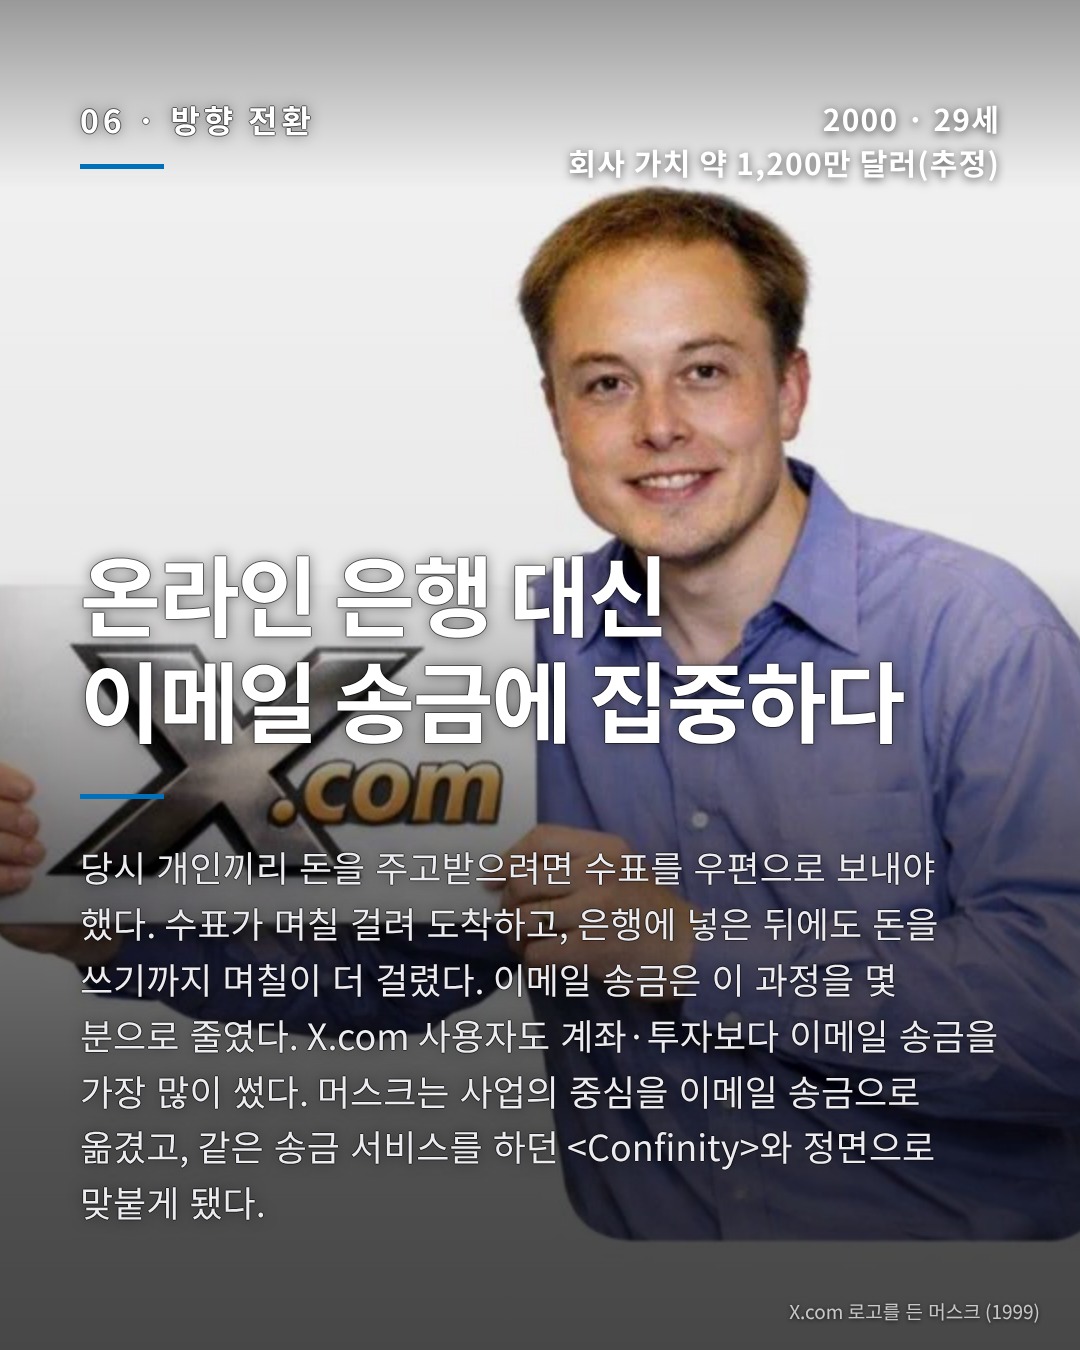 06 · 방향 전환
2000 · 29세
회사 가치 약 1,200만 달러(추정)
온라인 은행 대신
이메일 송금에 집중하다
X.com
당시 개인끼리 돈을 주고받으려면 수표를 우편으로 보내야
했다. 수표가 며칠 걸려 도착하고, 은행에 넣은 뒤에도 돈을
쓰기까지 며칠이 더 걸렸다. 이메일 송금은 이 과정을 몇
분으로 줄였다. X.com 사용자도 계좌·투자보다 이메일 송금을
가장 많이 썼다. 머스크는 사업의 중심을 이메일 송금으로
옮겼고, 같은 송금 서비스를 하던 <Confinity>와 정면으로
맞붙게 됐다.
X.com 로고를 든 머스크 (1999)